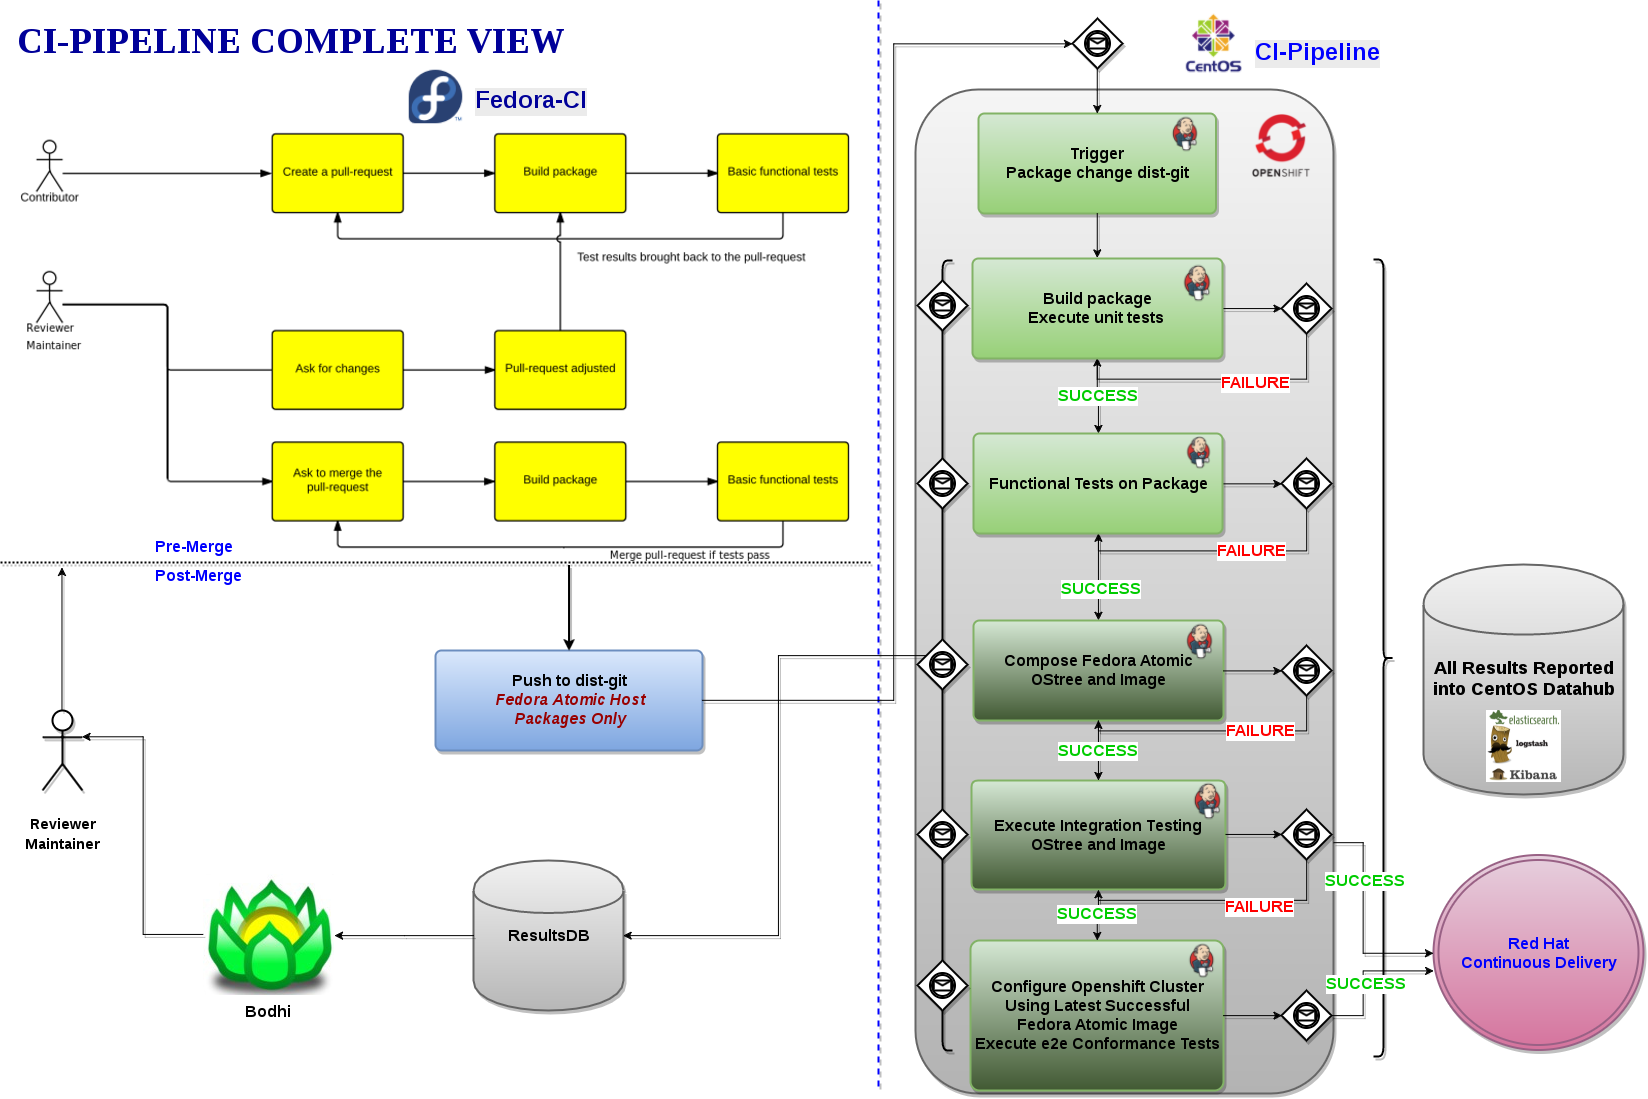 CI-PIPELINE COMPLETE VIEW
Fedora-CI
TM
Contributor
Create a pull-request
Build package
Basic functional tests
Test results brought back to the pull-request
Reviewer
Maintainer
Ask for changes
Pull-request adjusted
Ask to merge the
pull-request
Build package
Basic functional tests
Merge pull-request if tests pass
Pre-Merge
Post-Merge
Push to dist-git
Fedora Atomic Host
Packages Only
Reviewer
Maintainer
Bodhi
ResultsDB
CentOS
CI-Pipeline
OPENSHIFT
Trigger
Package change dist-git
Build package
Execute unit tests
FAILURE
SUCCESS
Functional Tests on Package
FAILURE
SUCCESS
Compose Fedora Atomic
OStree and Image
FAILURE
SUCCESS
Execute Integration Testing
OStree and Image
FAILURE
SUCCESS
Configure Openshift Cluster
Using Latest Successful
Fedora Atomic Image
Execute e2e Conformance Tests
SUCCESS
SUCCESS
All Results Reported
into CentOS Datahub
elasticsearch.
logstash
Kibana
Red Hat
Continuous Delivery